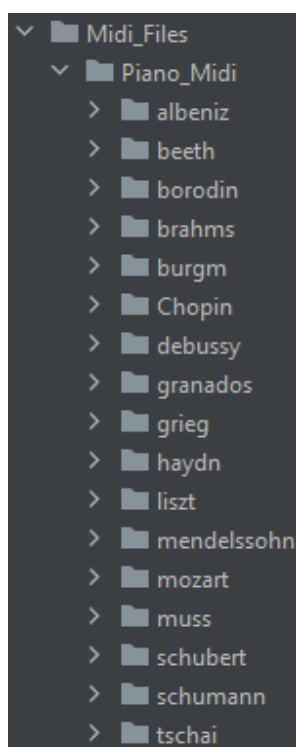 Midi_Files
Piano_Midi
albeniz
beeth
borodin
brahms
burgm
Chopin
debussy
granados
grieg
haydn
liszt
mendelssohn
mozart
muss
schubert
schumann
tschai